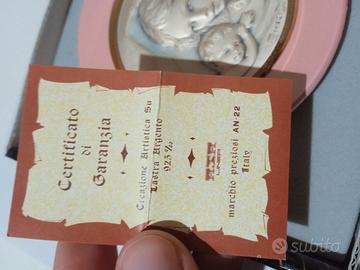 Certificato
di
Garanzia
Creazione Artistica Su
Lastra Argento
925 ‰
marchio preziosi AN 22
Italy
subito